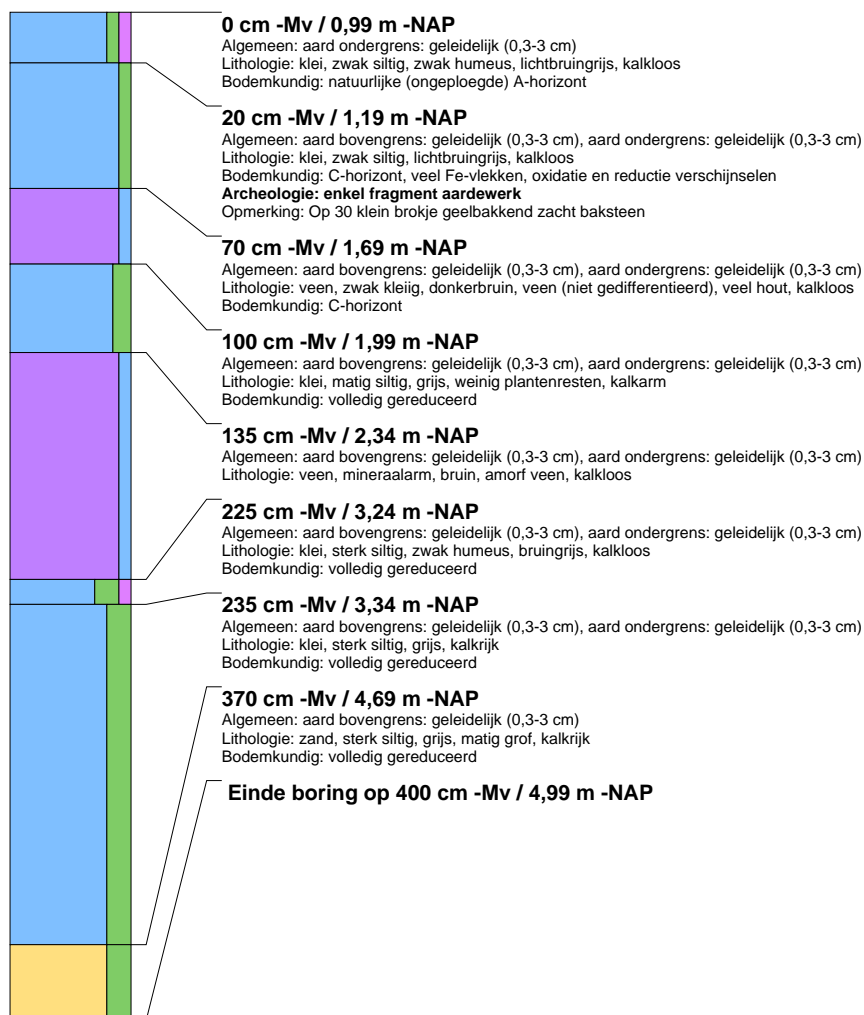 0 cm -Mv / 0,99 m -NAP
Algemeen: aard ondergrens: geleidelijk (0,3-3 cm)
Lithologie: klei, zwak siltig, zwak humeus, lichtbruingrijs, kalkloos
Bodemkundig: natuurlijke (ongeploegde) A-horizont
20 cm -Mv / 1,19 m -NAP
Algemeen: aard bovengrens: geleidelijk (0,3-3 cm), aard ondergrens: geleidelijk (0,3-3 cm)
Lithologie: klei, zwak siltig, lichtbruingrijs, kalkloos
Bodemkundig: C-horizont, veel Fe-vlekken, oxidatie en reductie verschijnselen
Archeologie: enkel fragment aardewerk
Opmerking: Op 30 klein brokje geelbakkend zacht baksteen
70 cm -Mv / 1,69 m -NAP
Algemeen: aard bovengrens: geleidelijk (0,3-3 cm), aard ondergrens: geleidelijk (0,3-3 cm)
Lithologie: veen, zwak kleiig, donkerbruin, veen (niet gedifferentieerd), veel hout, kalkloos
Bodemkundig: C-horizont
100 cm -Mv / 1,99 m -NAP
Algemeen: aard bovengrens: geleidelijk (0,3-3 cm), aard ondergrens: geleidelijk (0,3-3 cm)
Lithologie: klei, matig siltig, grijs, weinig plantenresten, kalkarm
Bodemkundig: volledig gereduceerd
135 cm -Mv / 2,34 m -NAP
Algemeen: aard bovengrens: geleidelijk (0,3-3 cm), aard ondergrens: geleidelijk (0,3-3 cm)
Lithologie: veen, mineraalarm, bruin, amorf veen, kalkloos
225 cm -Mv / 3,24 m -NAP
Algemeen: aard bovengrens: geleidelijk (0,3-3 cm), aard ondergrens: geleidelijk (0,3-3 cm)
Lithologie: klei, sterk siltig, zwak humeus, bruingrijs, kalkloos
Bodemkundig: volledig gereduceerd
235 cm -Mv / 3,34 m -NAP
Algemeen: aard bovengrens: geleidelijk (0,3-3 cm), aard ondergrens: geleidelijk (0,3-3 cm)
Lithologie: klei, sterk siltig, grijs, kalkrijk
Bodemkundig: volledig gereduceerd
370 cm -Mv / 4,69 m -NAP
Algemeen: aard bovengrens: geleidelijk (0,3-3 cm)
Lithologie: zand, sterk siltig, grijs, matig grof, kalkrijk
Bodemkundig: volledig gereduceerd
Einde boring op 400 cm -Mv / 4,99 m -NAP